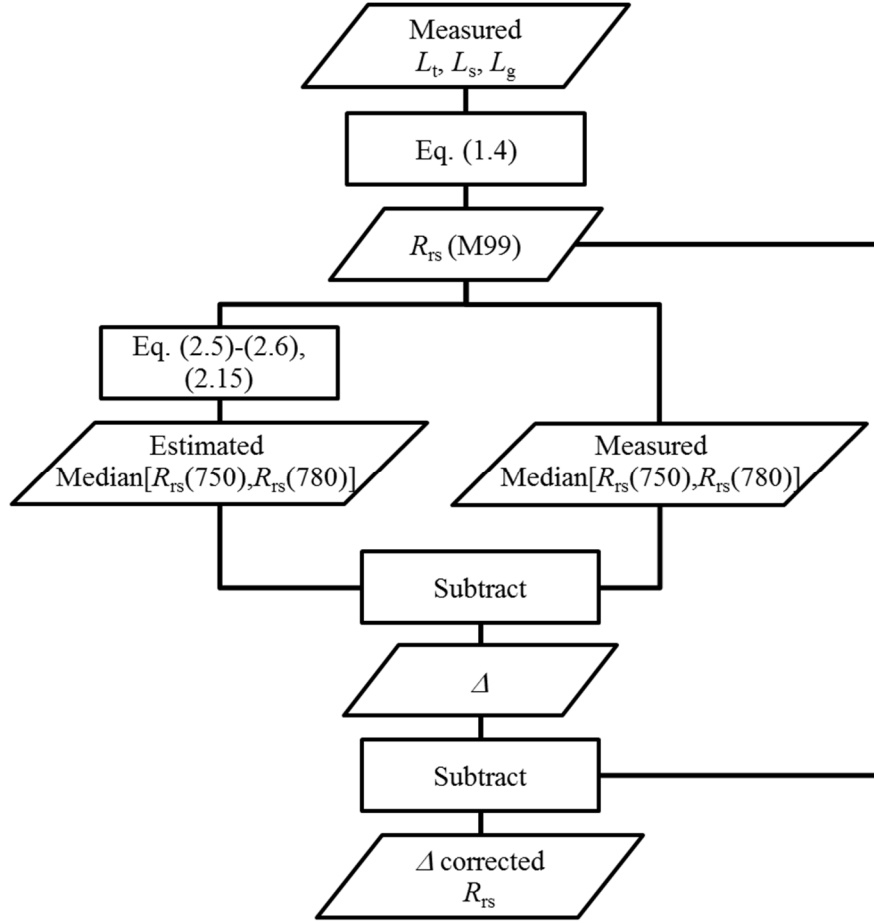 Measured
Lt, Ls, Lg
Eq. (1.4)
Rrs (M99)
Eq. (2.5)-(2.6),
(2.15)
Estimated
Median[Rrs(750),Rrs(780)]
Measured
Median[Rrs(750),Rrs(780)]
Subtract
Δ
Subtract
Δ corrected
Rrs